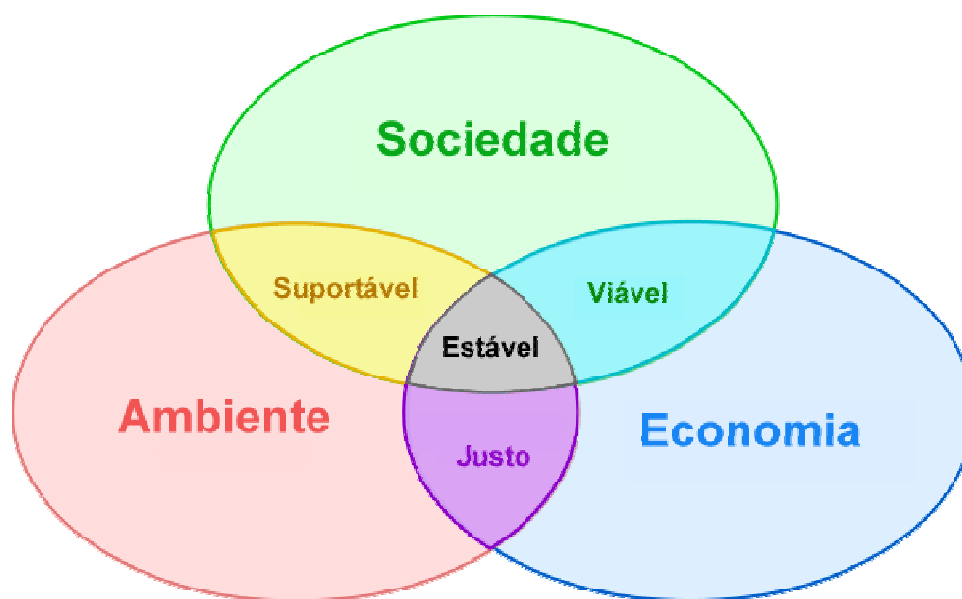 Sociedade
Suportável
Viável
Estável
Ambiente
Economia
Justo